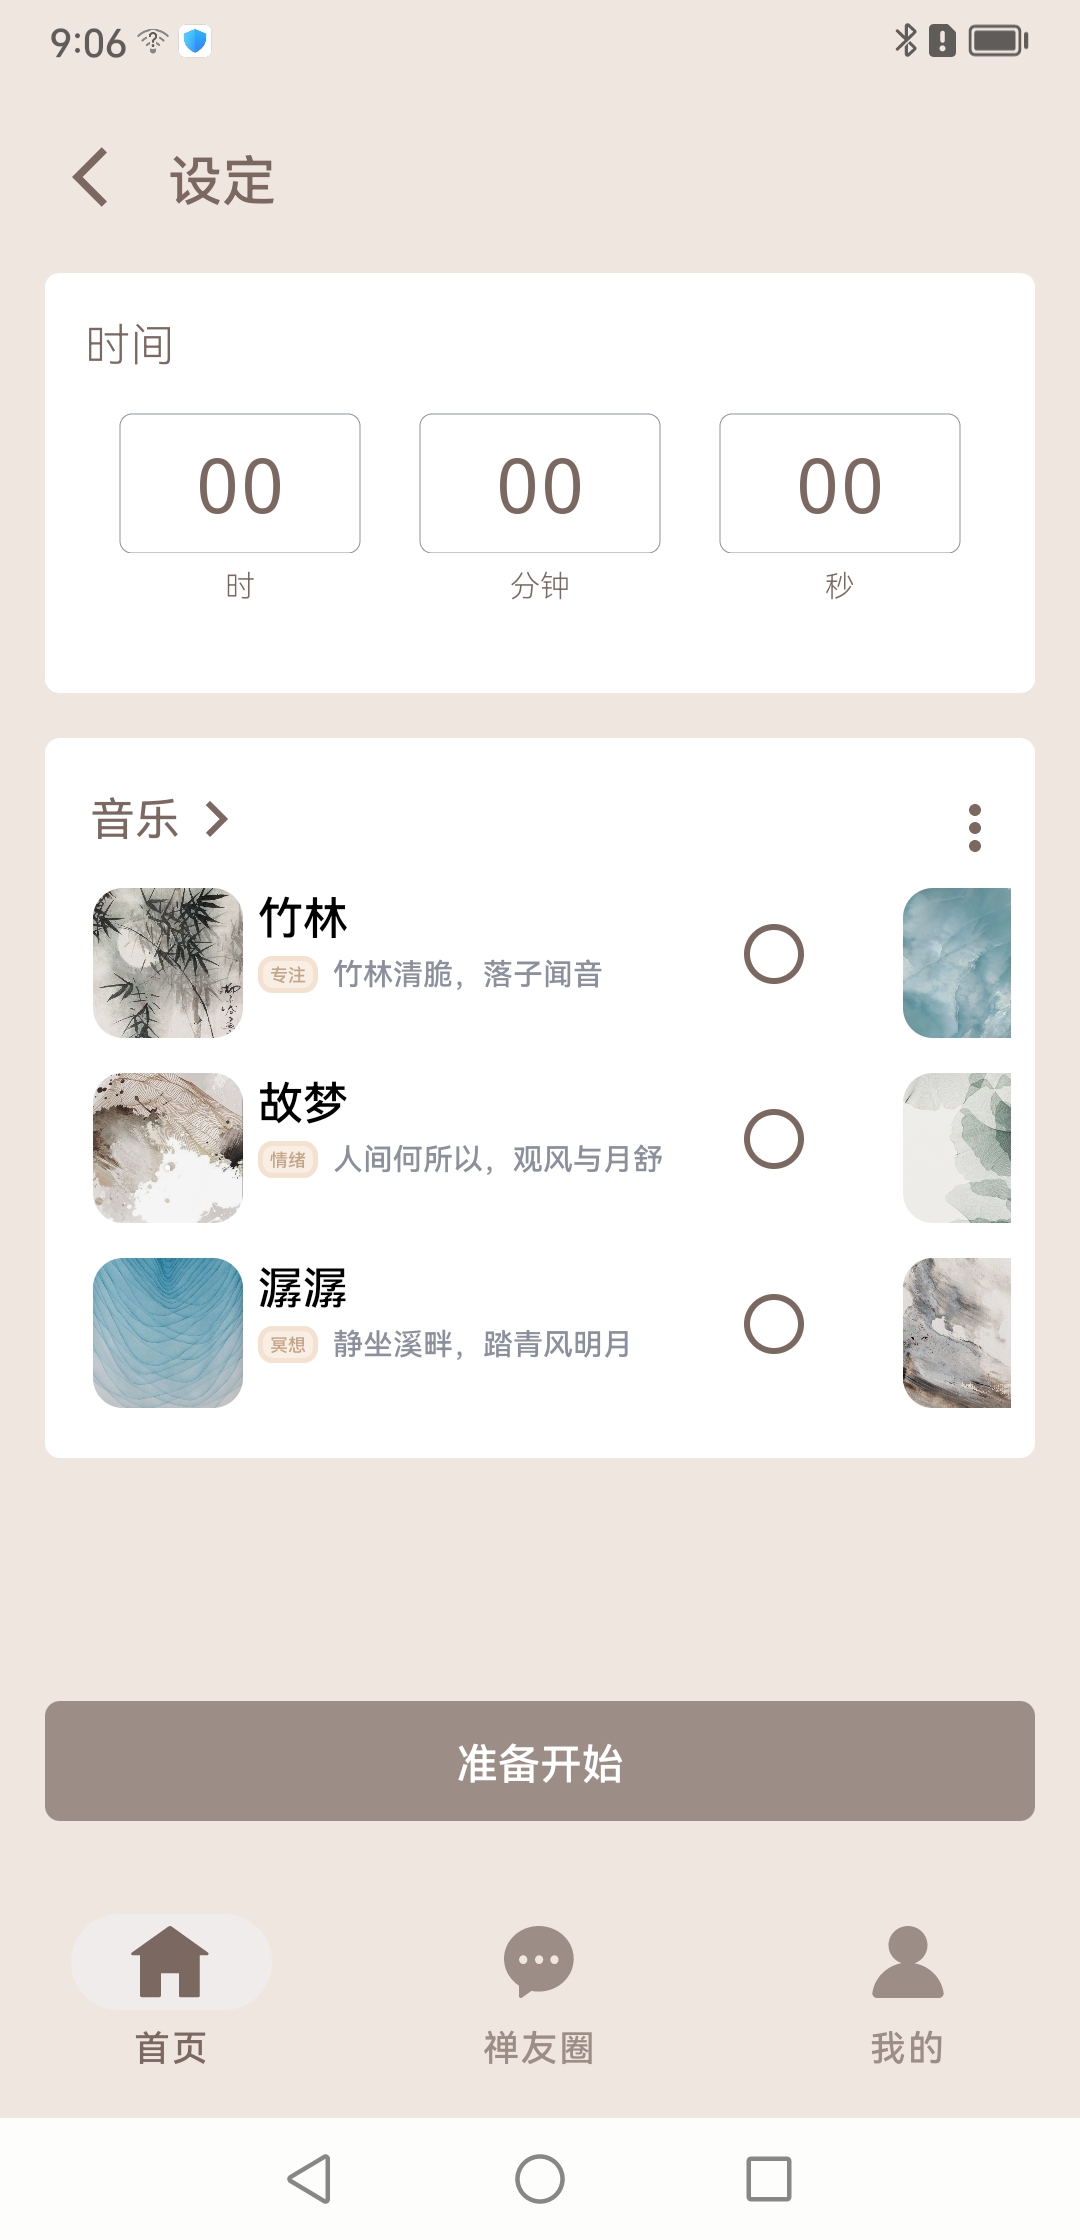 9:06
设定
时间
00 00 00
时 分钟 秒
音乐
竹林
专注 竹林清脆，落子闻音
故梦
情绪 人间何所以，观风与月舒
潺潺
冥想 静坐溪畔，踏青风明月
准备开始
首页 禅友圈 我的